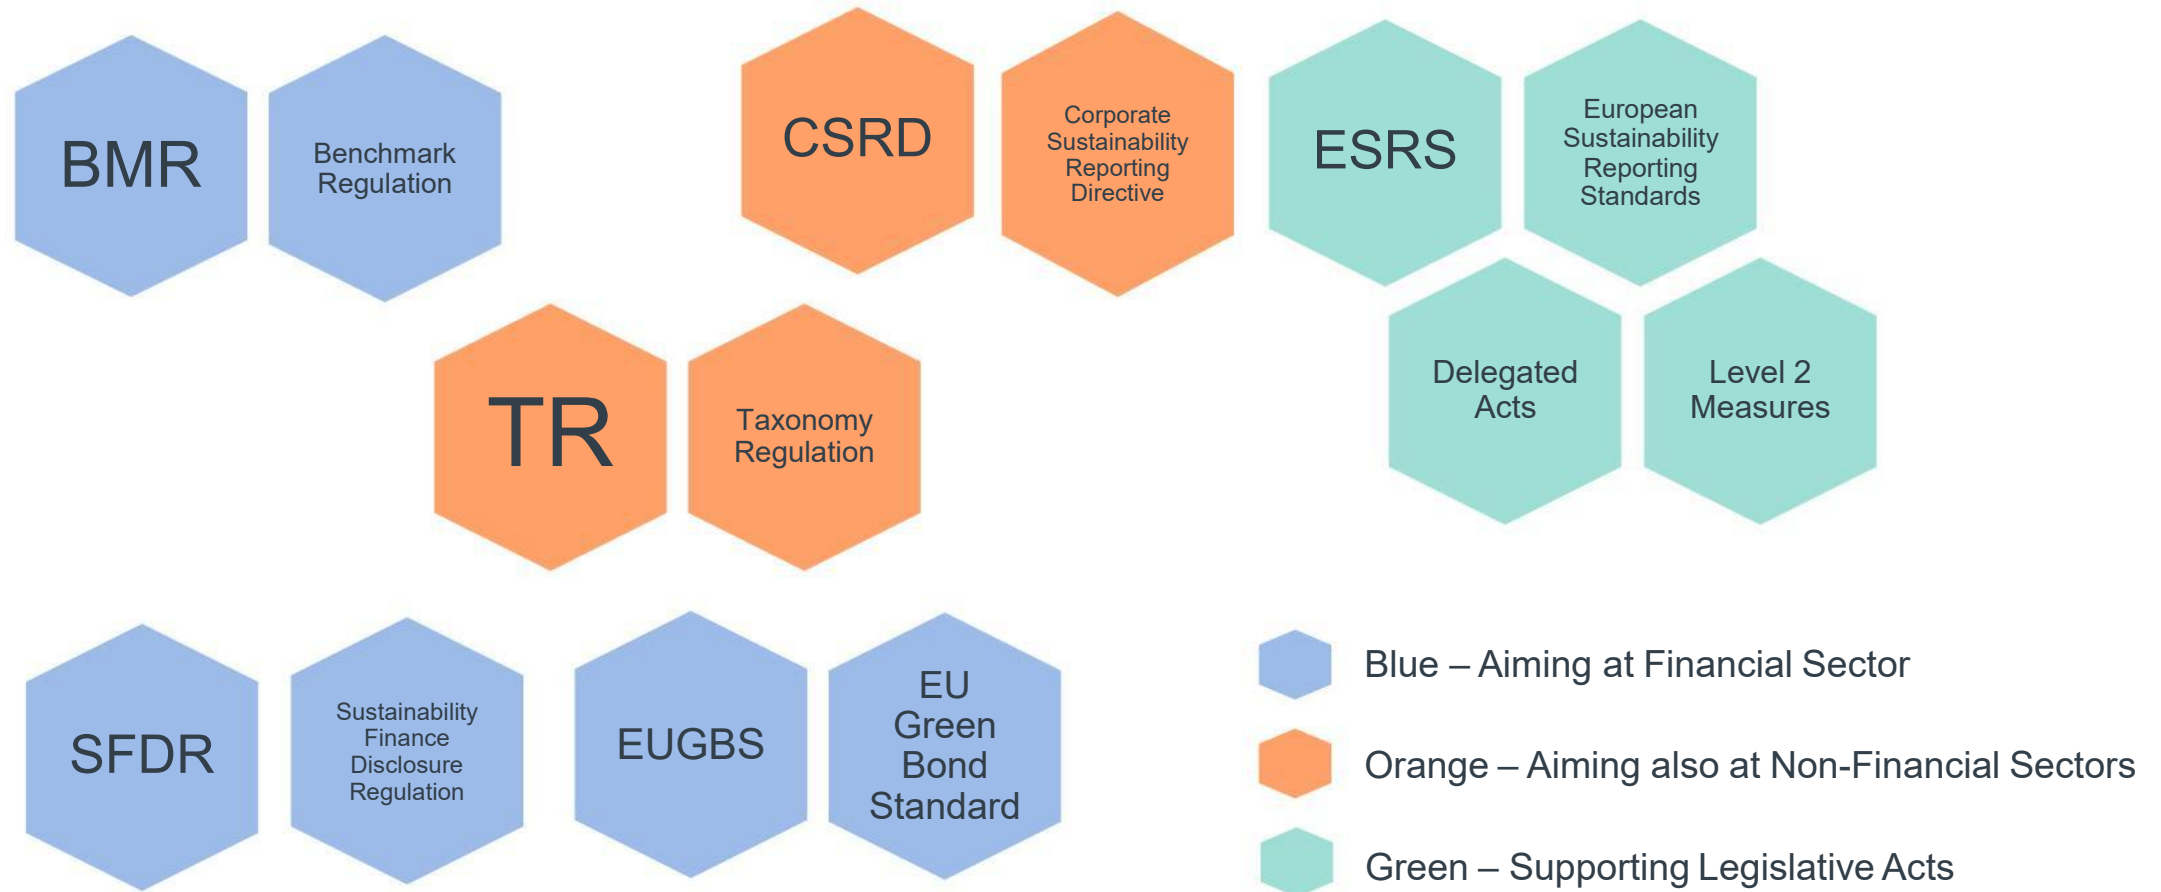 BMR
Benchmark
Regulation
CSRD
Corporate
Sustainability
Reporting
Directive
ESRS
European
Sustainability
Reporting
Standards
TR
Taxonomy
Regulation
Delegated
Acts
Level 2
Measures
SFDR
Sustainability
Finance
Disclosure
Regulation
EUGBS
EU
Green
Bond
Standard
Blue – Aiming at Financial Sector
Orange – Aiming also at Non-Financial Sectors
Green – Supporting Legislative Acts